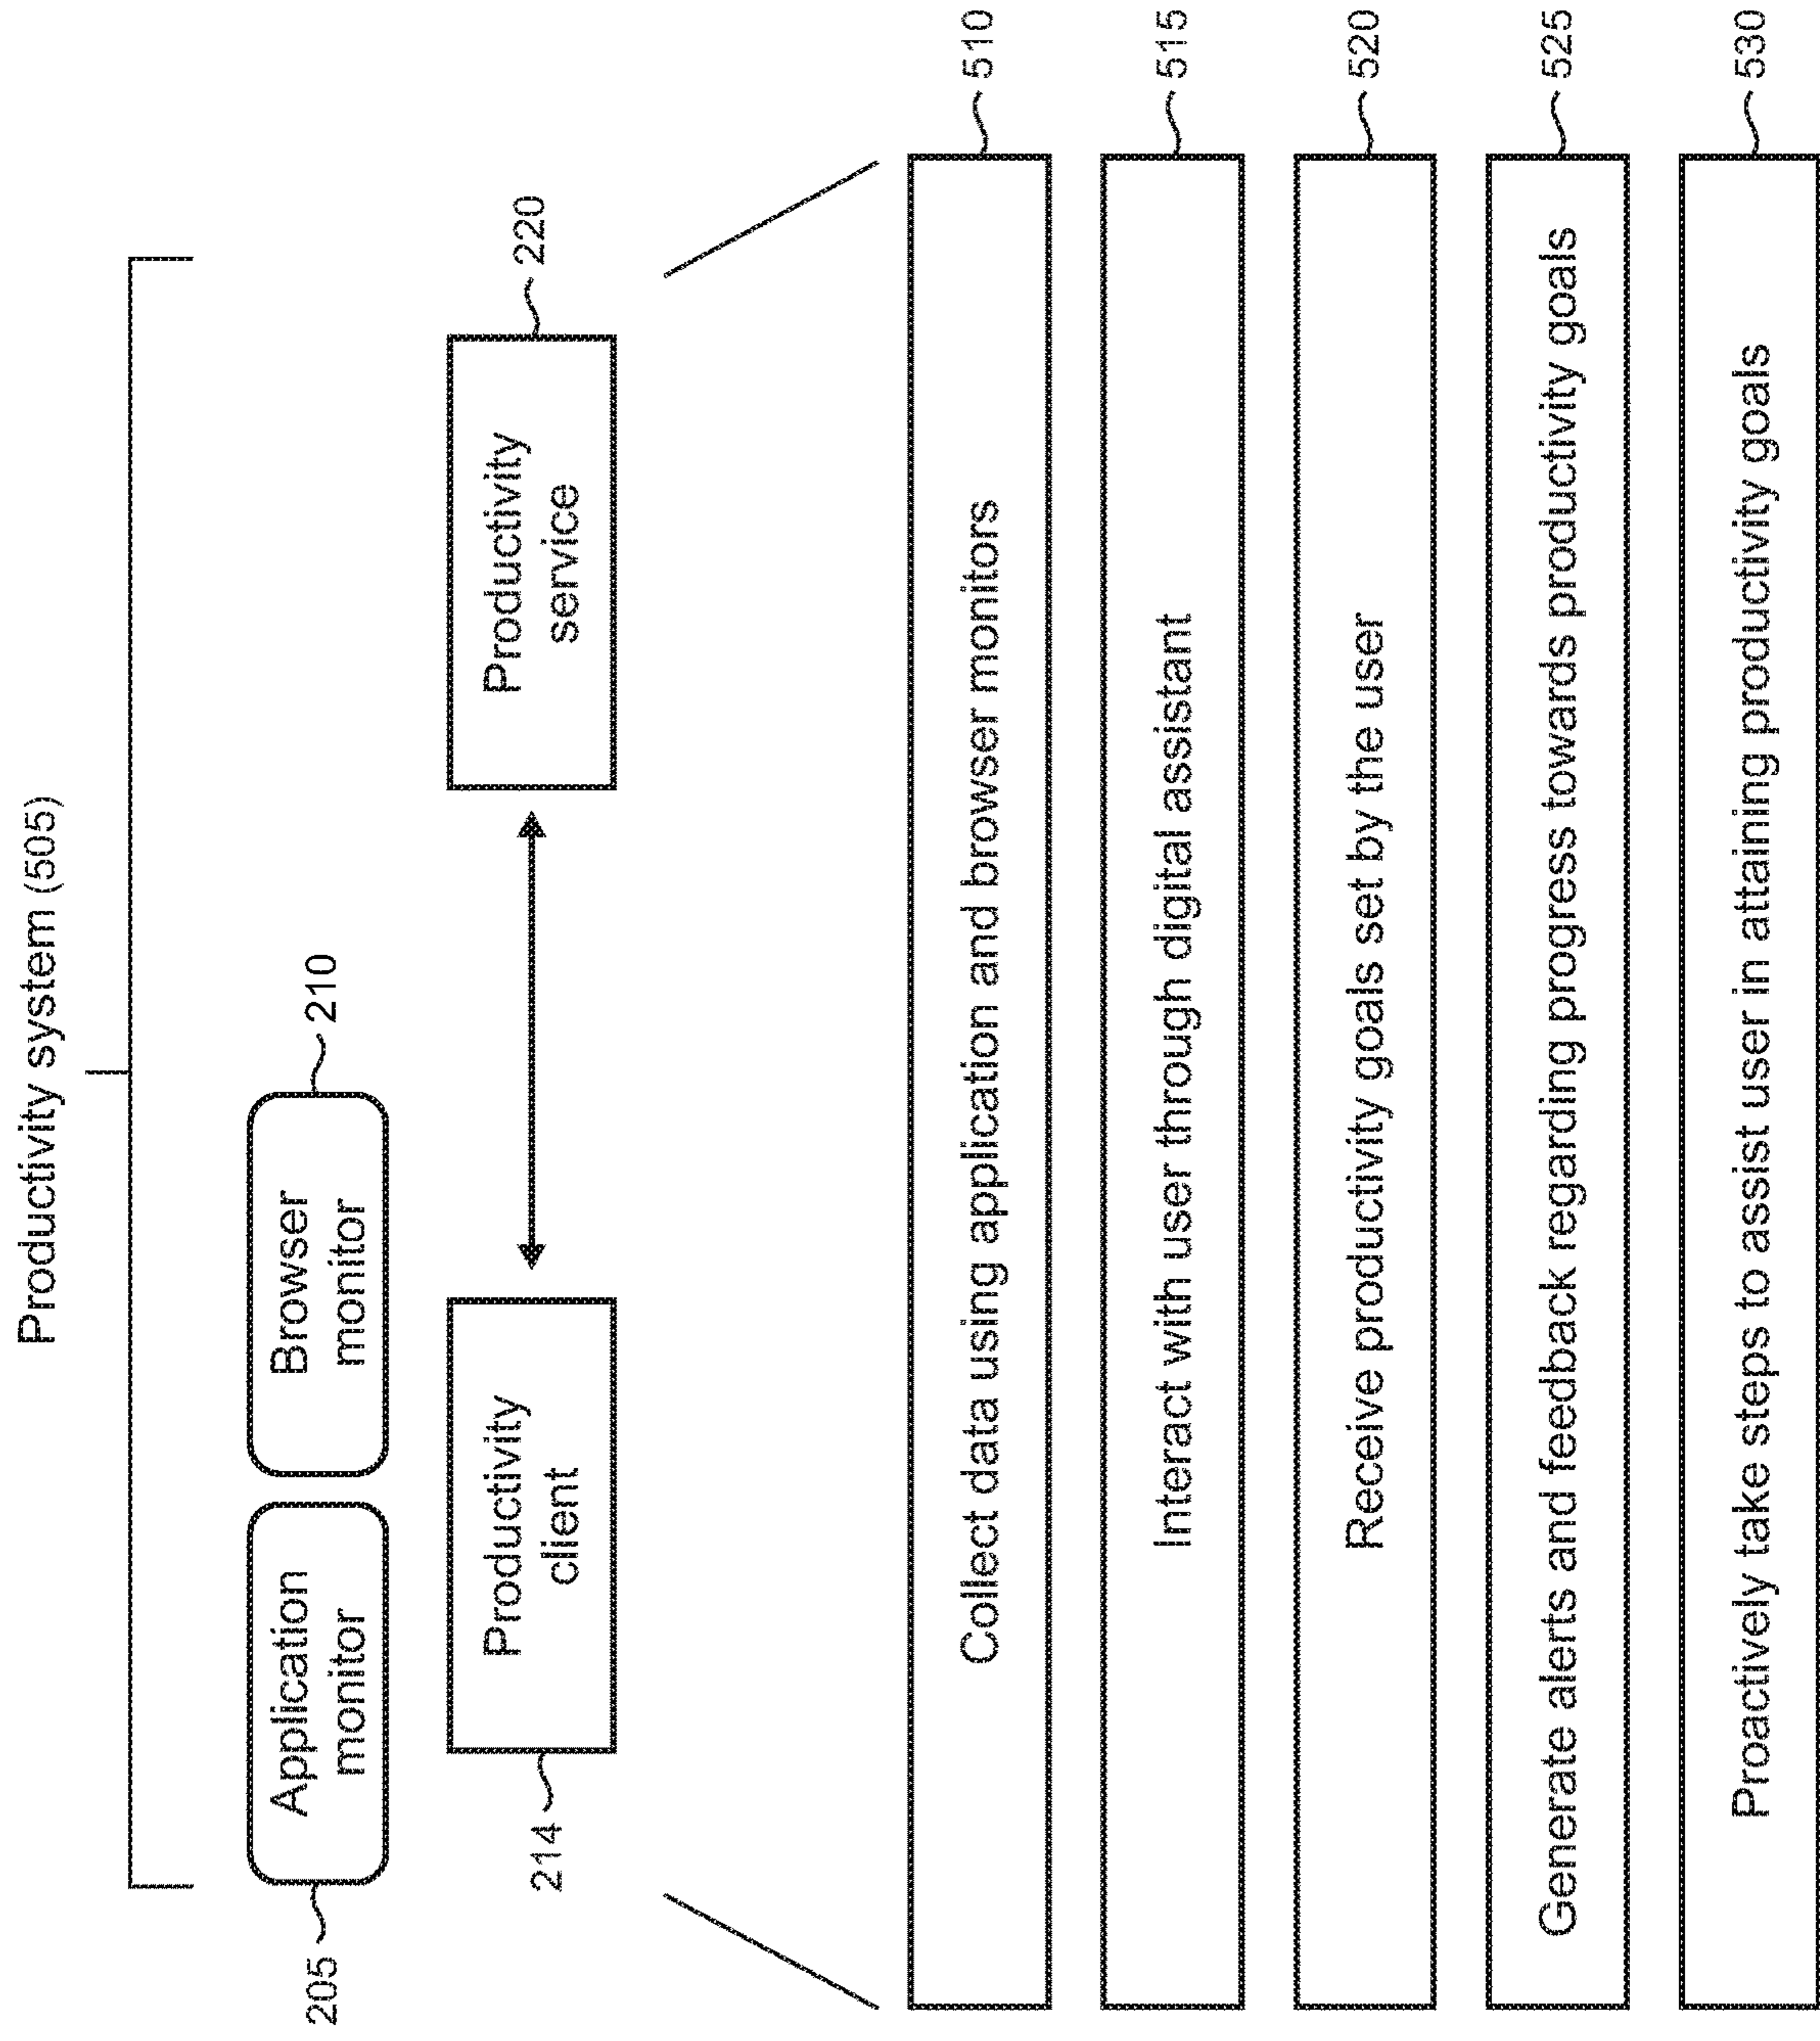 Productivity system (505)
Application
monitor
205
Browser
monitor
210
Productivity
client
214
Productivity
service
220
Collect data using application and browser monitors
510
Interact with user through digital assistant
515
Receive productivity goals set by the user
520
Generate alerts and feedback regarding progress towards productivity goals
525
Proactively take steps to assist user in attaining productivity goals
530